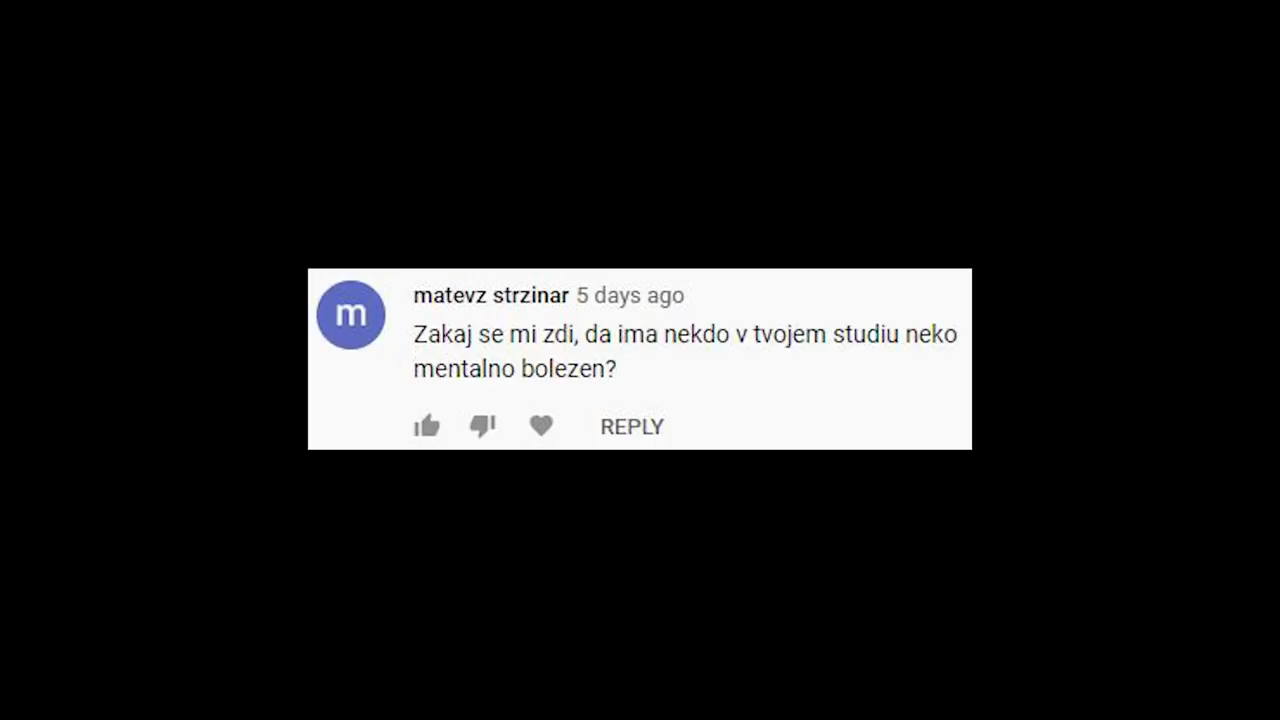 m
matevz strzinar 5 days ago
Zakaj se mi zdi, da ima nekdo v tvojem studiu neko
mentalno bolezen?
REPLY